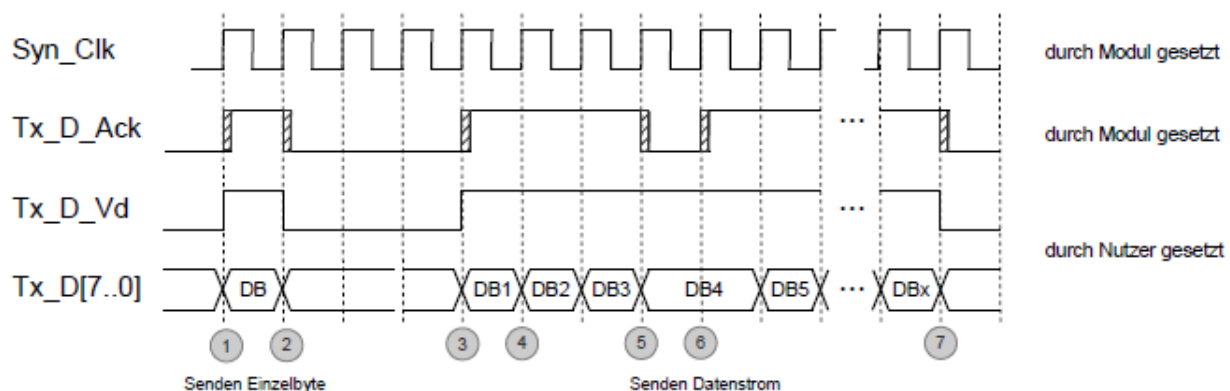 Syn_Clk
durch Modul gesetzt
Tx_D_Ack
...
durch Modul gesetzt
Tx_D_Vd
...
durch Nutzer gesetzt
Tx_D[7..0]
DB
DB1
DB2
DB3
DB4
DB5
...
DBx
1
2
3
4
5
6
7
Senden Einzelbyte
Senden Datenstrom